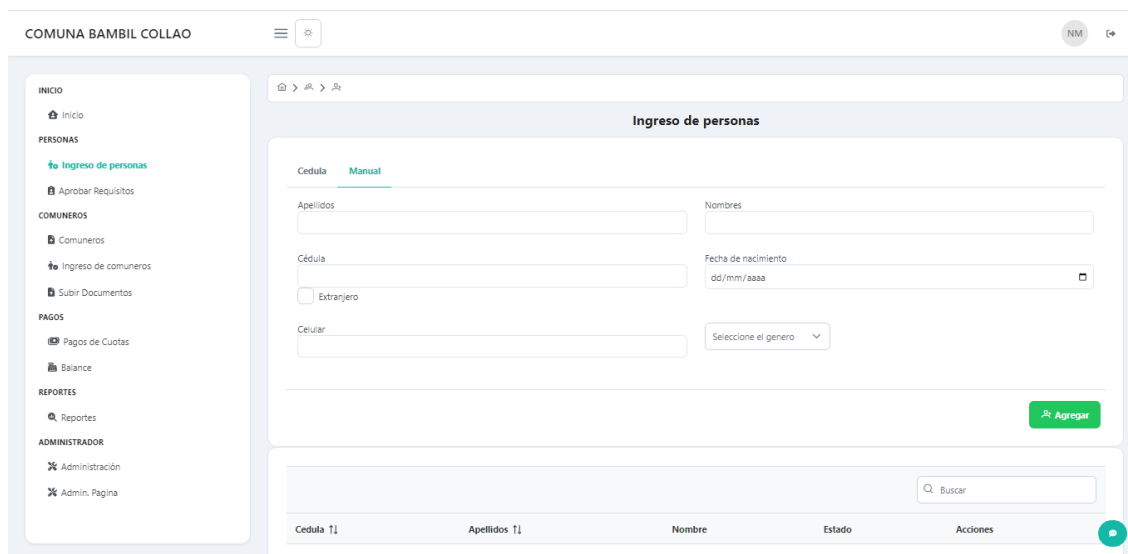 COMUNA BAMBIL COLLAO
NM
INICIO
Inicio
PERSONAS
Ingreso de personas
Aprobar Requisitos
COMUNEROS
Comuneros
Ingreso de comuneros
Subir Documentos
PAGOS
Pagos de Cuotas
Balance
REPORTES
Reportes
ADMINISTRADOR
Administración
Admin. Pagina
Ingreso de personas
Cedula Manual
Apellidos Nombres
Cédula Fecha de nacimiento
dd/mm/aaaa
Extranjero
Celular
Seleccione el genero
Agregar
Buscar
Cedula Apellidos Nombre Estado Acciones